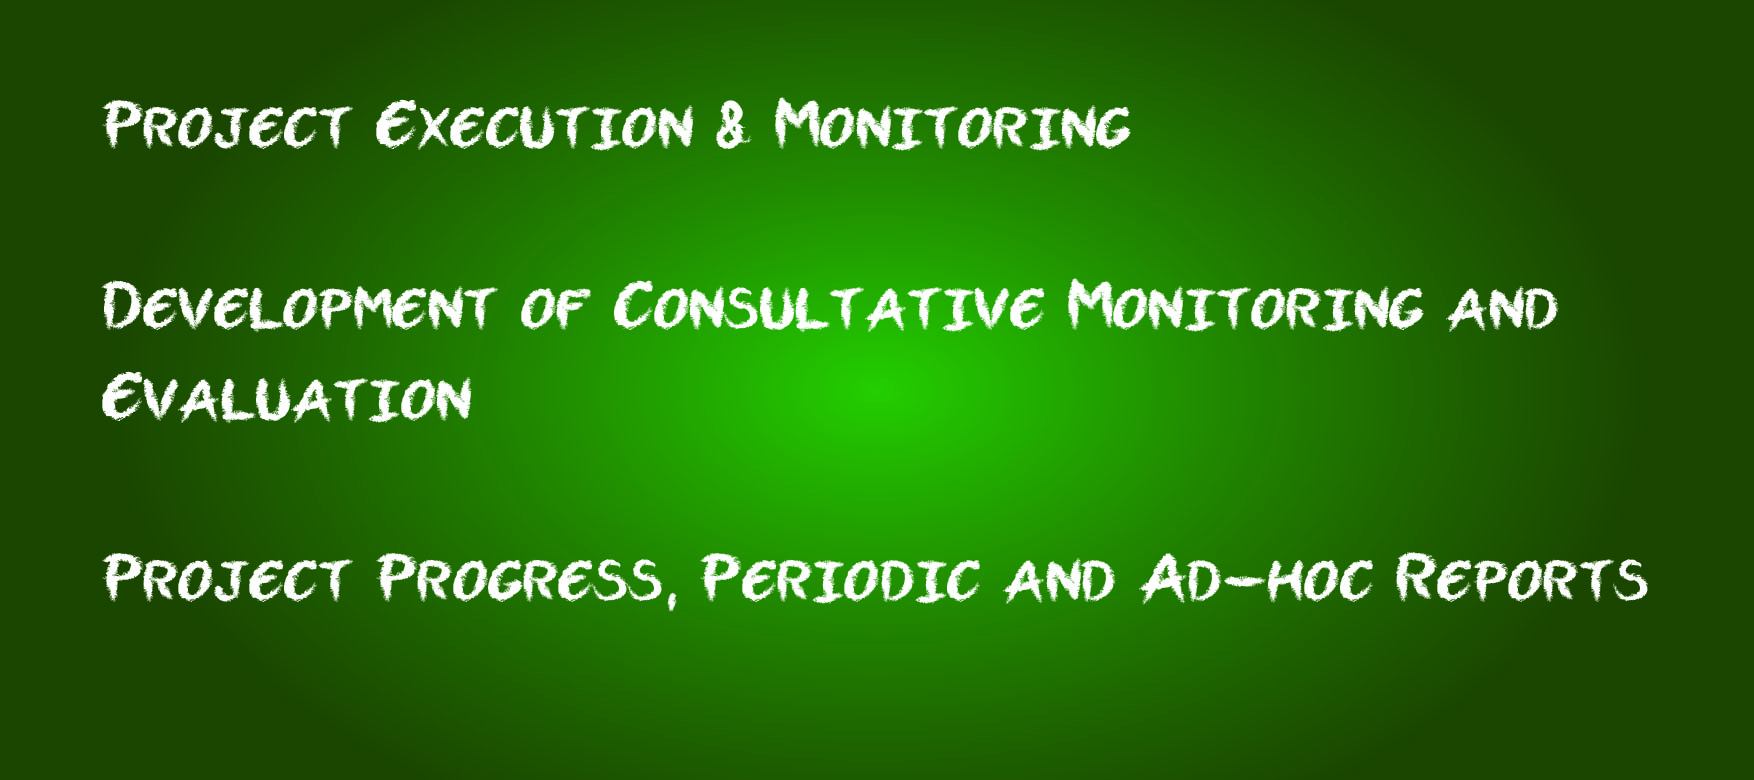 Project Execution & Monitoring
Development of Consultative Monitoring and
Evaluation
Project Progress, Periodic and Ad-hoc Reports